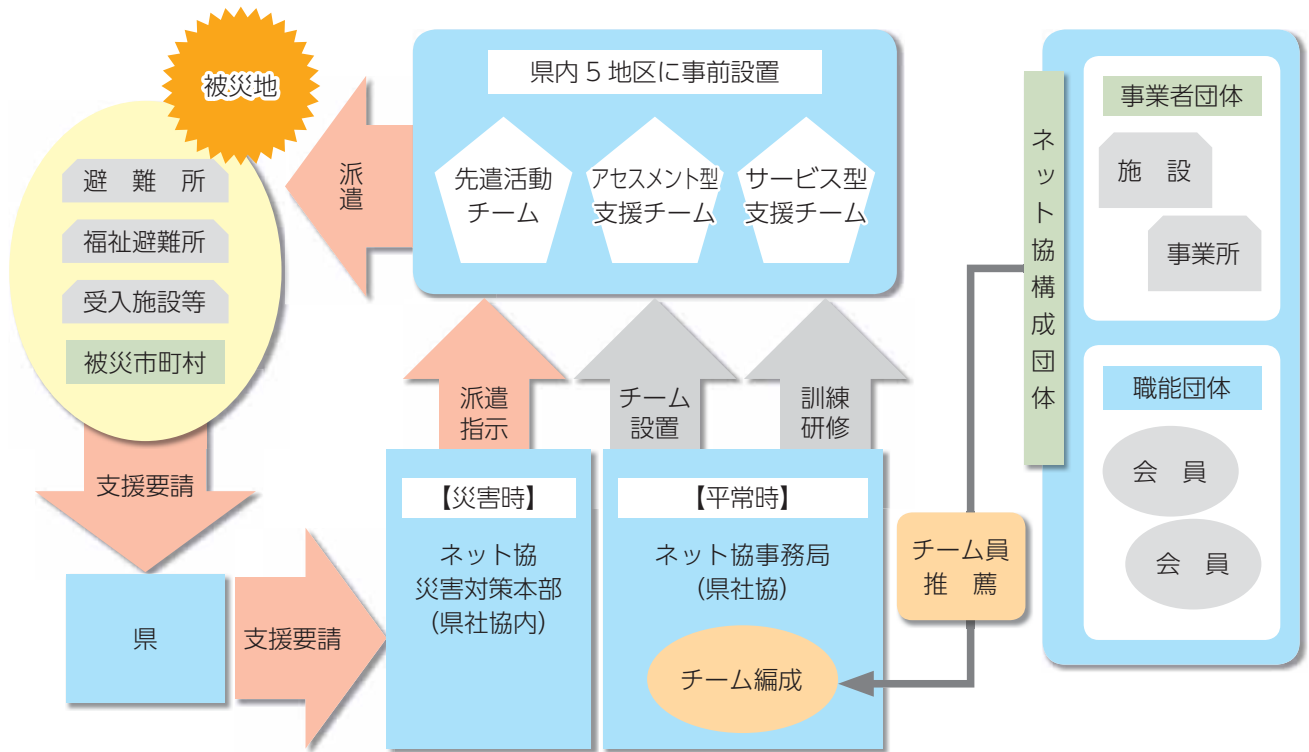 被災地
避 難 所
福祉避難所
受入施設等
被災市町村
派遣
県内5地区に事前設置
先遣活動
チーム
アセスメント型
支援チーム
サービス型
支援チーム
支援要請
県
支援要請
派遣
指示
チーム
設置
訓練
研修
【災害時】
ネット協
災害対策本部
(県社協内)
【平常時】
ネット協事務局
(県社協)
チーム編成
チーム員
推 薦
ネット協構成団体
事業者団体
施 設
事業所
職能団体
会 員
会 員